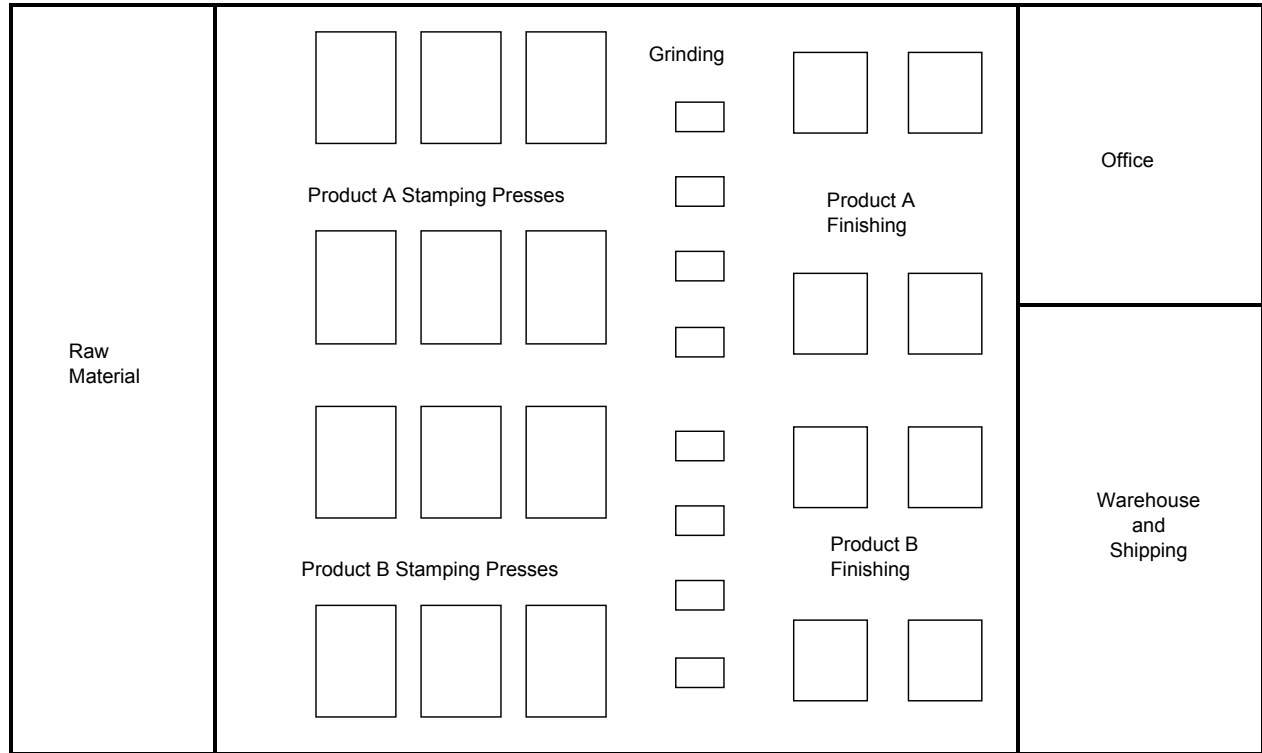 Grinding
Office
Product A Stamping Presses
Product A
Finishing
Raw
Material
Warehouse
and
Shipping
Product B
Finishing
Product B Stamping Presses